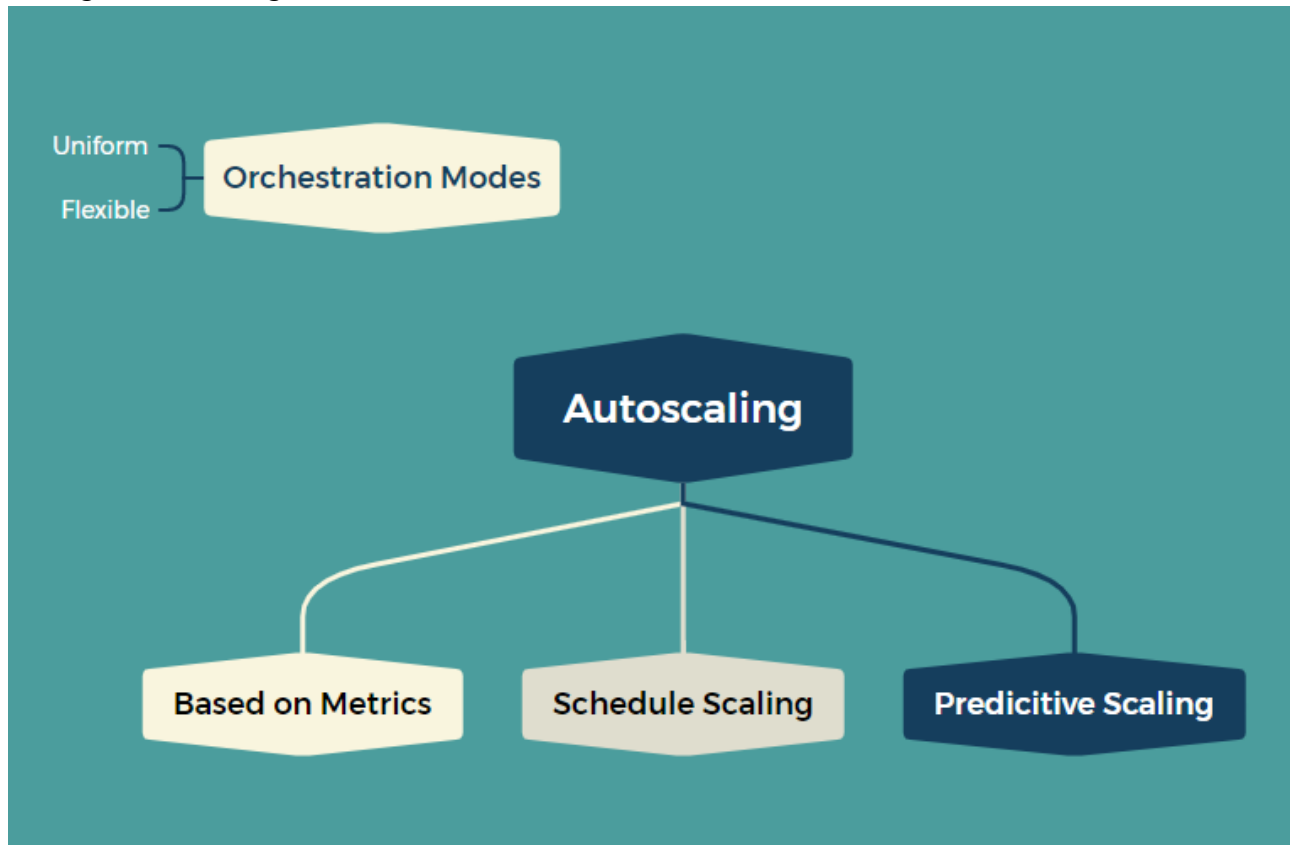 Uniform
Flexible
Orchestration Modes
Autoscaling
Based on Metrics
Schedule Scaling
Predicitive Scaling